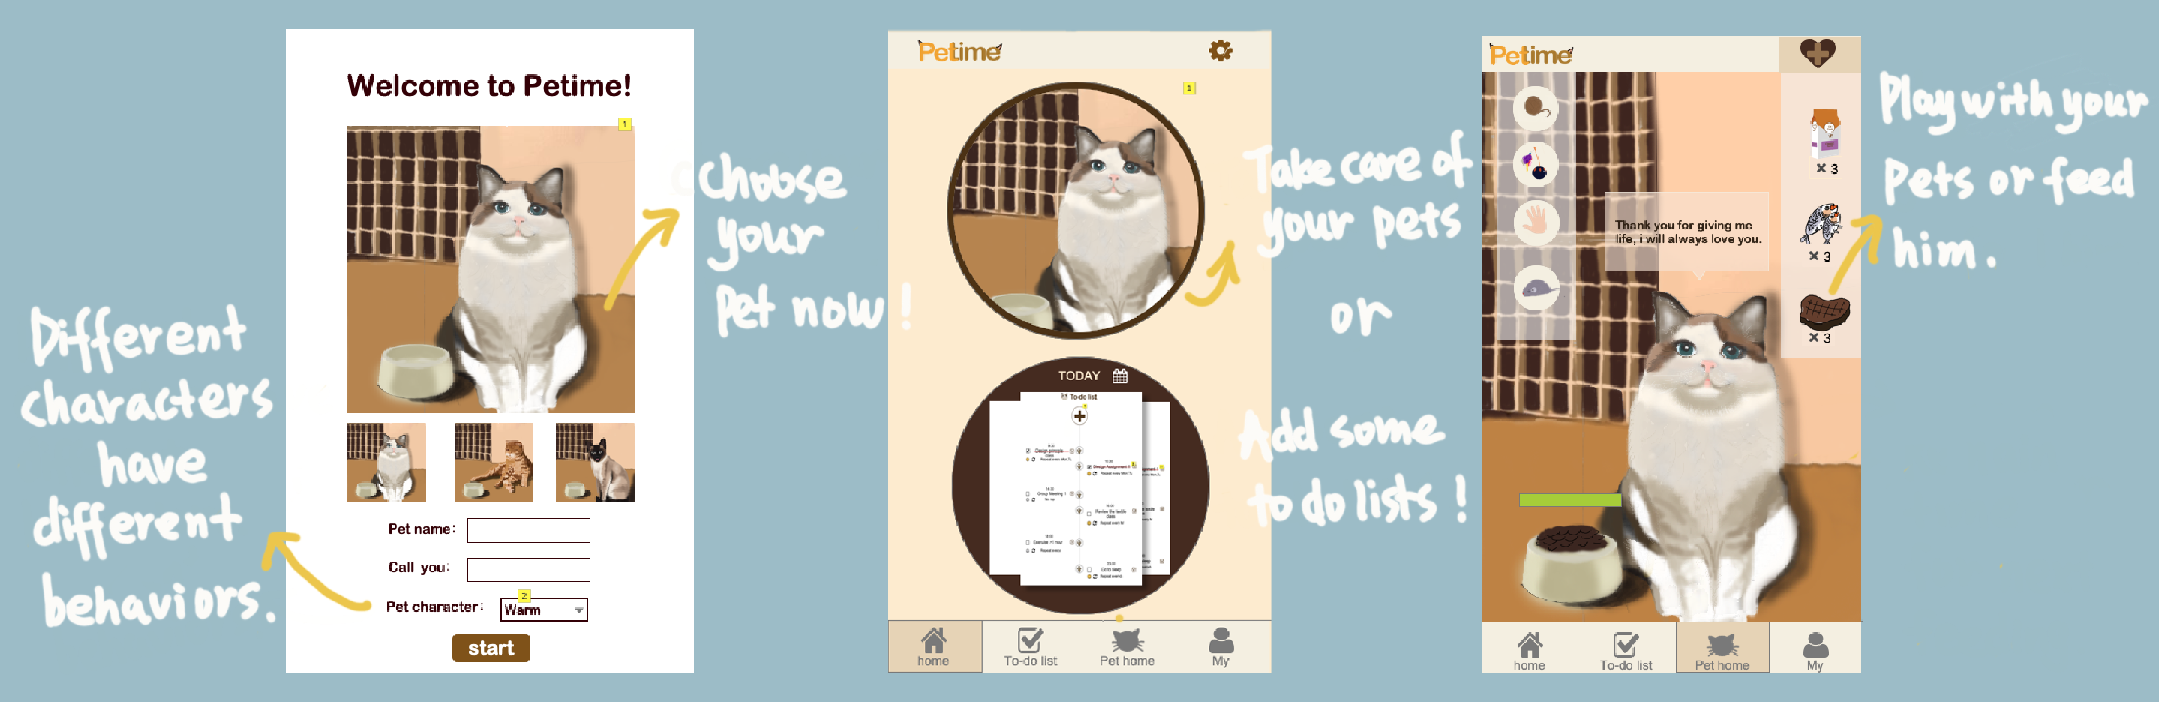 Different
characters
have
different
behaviors.
Welcome to Petime!
1
Pet name:
Call you:
Pet character:
2
Warm
start
Choose
your
Pet now!
Petime
1
TODAY
To-do list
home
To-do list
Pet home
My
Take care of
your pets
or
Add some
to do lists!
Petime
Thank you for giving me
life, i will always love you.
× 3
× 3
× 3
home
To-do list
Pet home
My
Play with your
Pets or feed
him.